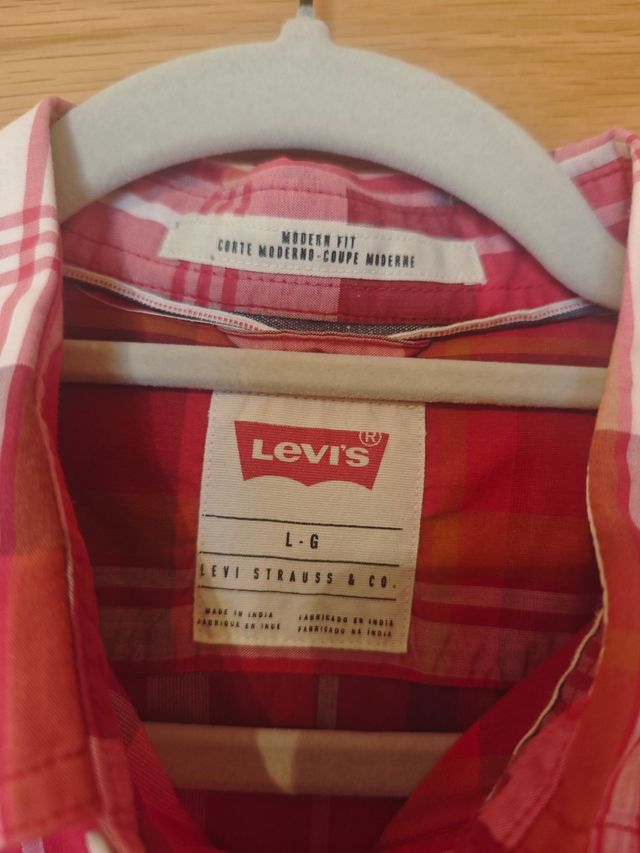 MODERN FIT
CORTE MODERNO · COUPE MODERNE
LEVI'S®
L - G
LEVI STRAUSS & CO.
MADE IN INDIA FABRICADO EN INDIA
FABRIQUE EN INDE FABRICADO NA ÍNDIA